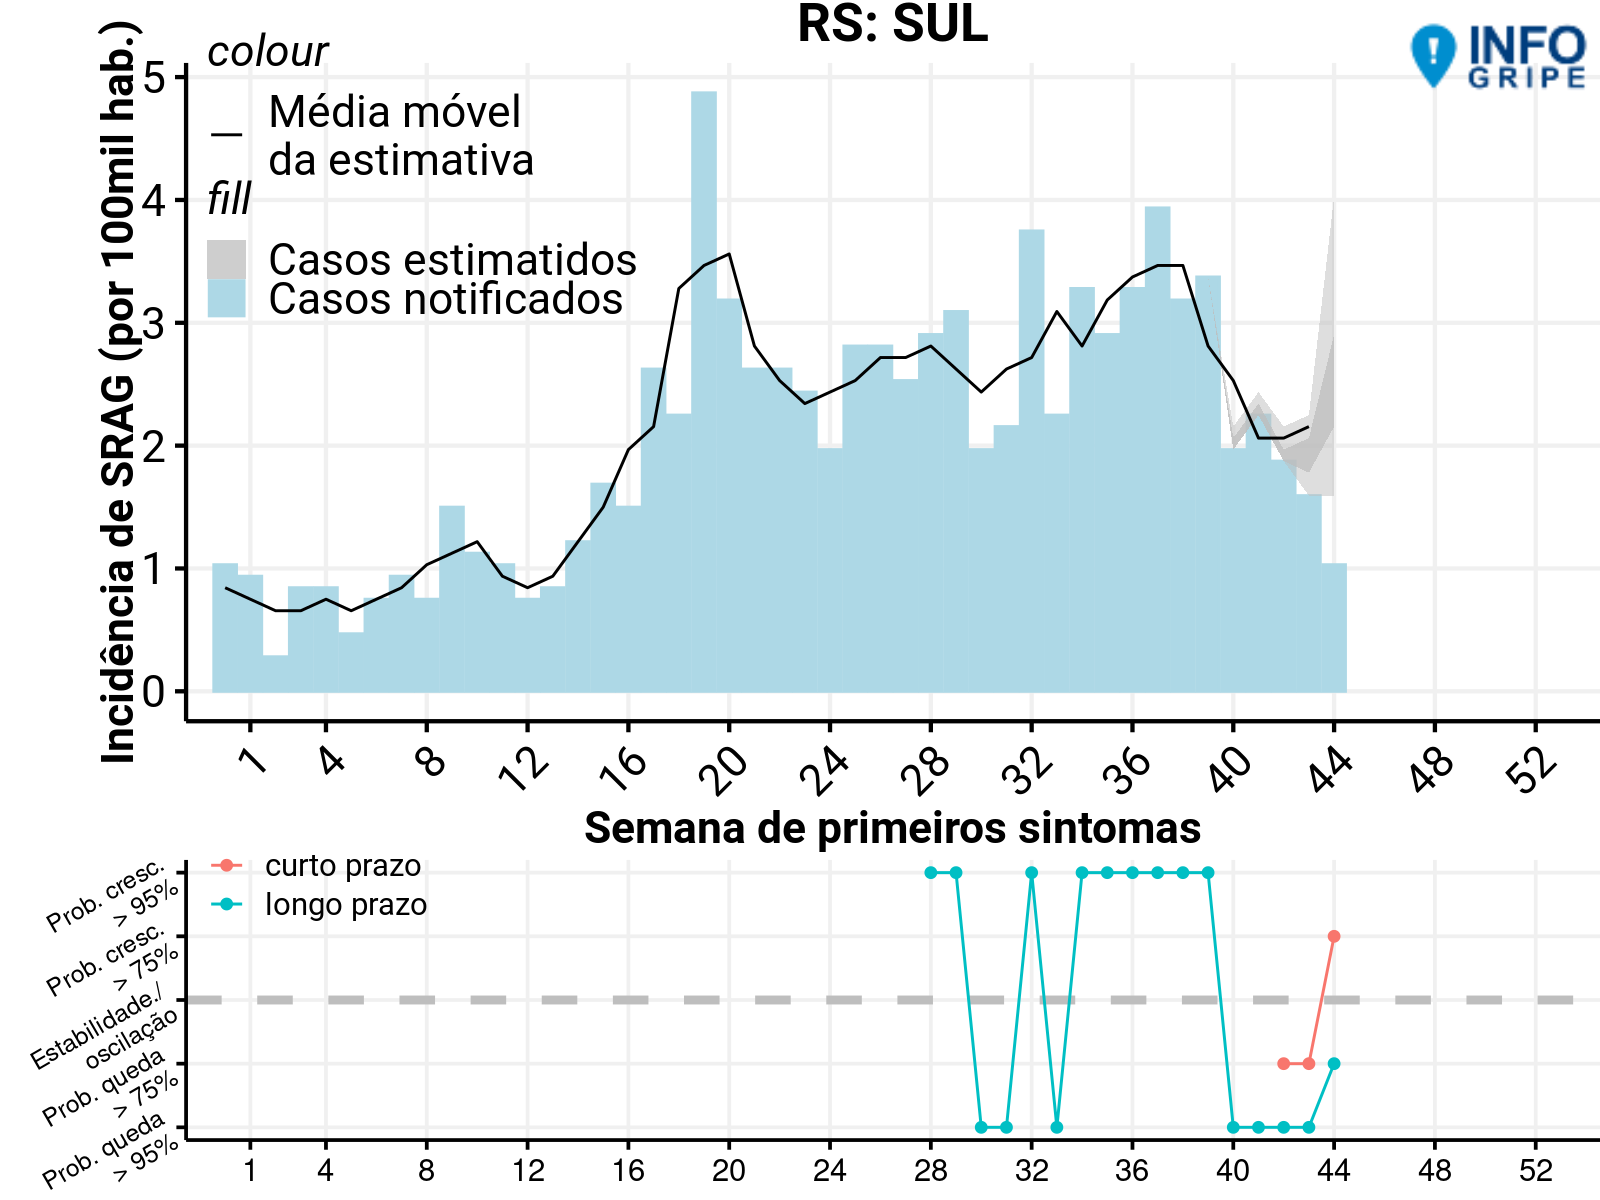 RS: SUL
INFO
GRIPE
colour
Média móvel
da estimativa
fill
Casos estimatidos
Casos notificados
Incidência de SRAG (por 100mil hab.)
5
4
3
2
1
0
1 4 8 12 16 20 24 28 32 36 40 44 48 52
Semana de primeiros sintomas
curto prazo
longo prazo
Prob. cresc.
> 95%
Prob. cresc.
> 75%
Estabilidade./
oscilação
Prob. queda
> 75%
Prob. queda
> 95%
1 4 8 12 16 20 24 28 32 36 40 44 48 52